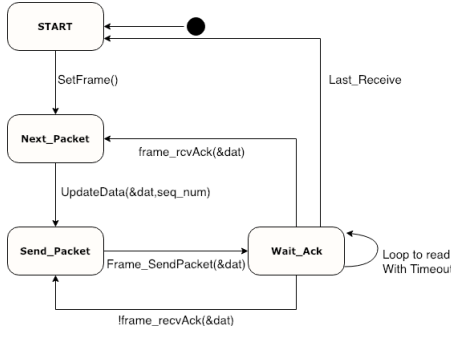 START
Last_Receive
SetFrame()
Next_Packet
frame_rcvAck(&dat)
UpdateData(&dat,seq_num)
Send_Packet
Frame_SendPacket(&dat)
Wait_Ack
Loop to read
With Timeout
!frame_recvAck(&dat)